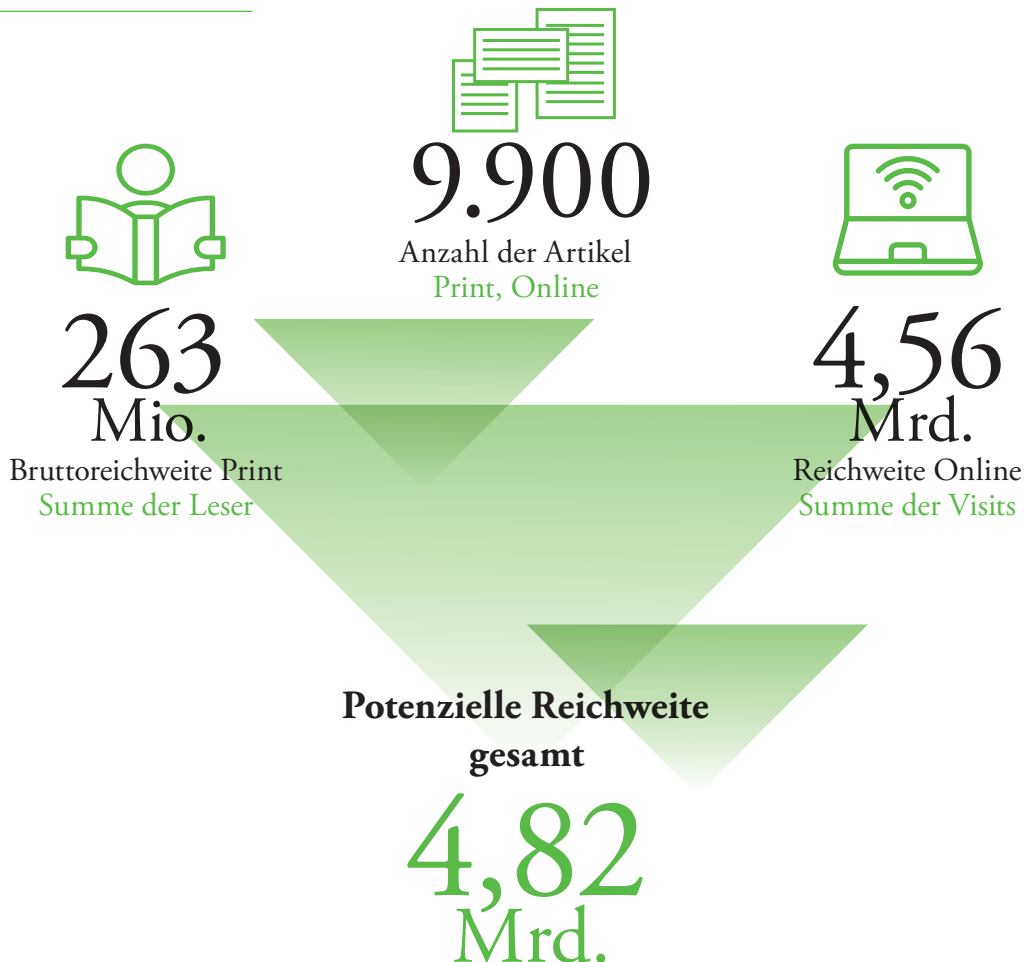 9.900
Anzahl der Artikel
Print, Online
263
Mio.
Bruttoreichweite Print
Summe der Leser
4,56
Mrd.
Reichweite Online
Summe der Visits
Potenzielle Reichweite
gesamt
4,82
Mrd.